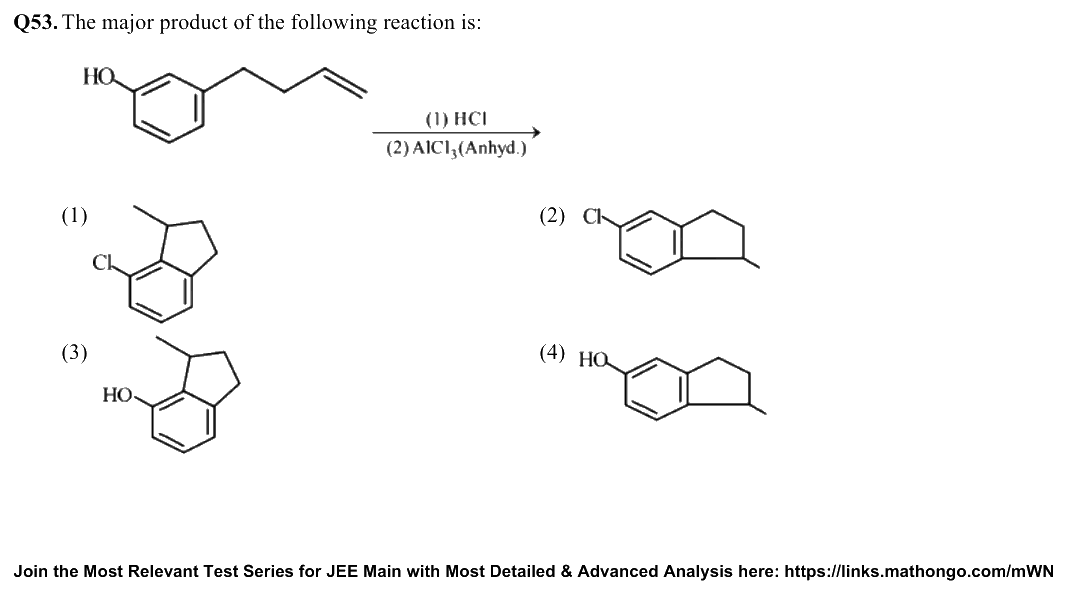 Q53. The major product of the following reaction is:
HO
(1) HCl
(2) AlCl₃(Anhyd.)
(1)
Cl
(2)
Cl
(3)
HO
(4)
HO
Join the Most Relevant Test Series for JEE Main with Most Detailed & Advanced Analysis here: https://links.mathongo.com/mWN